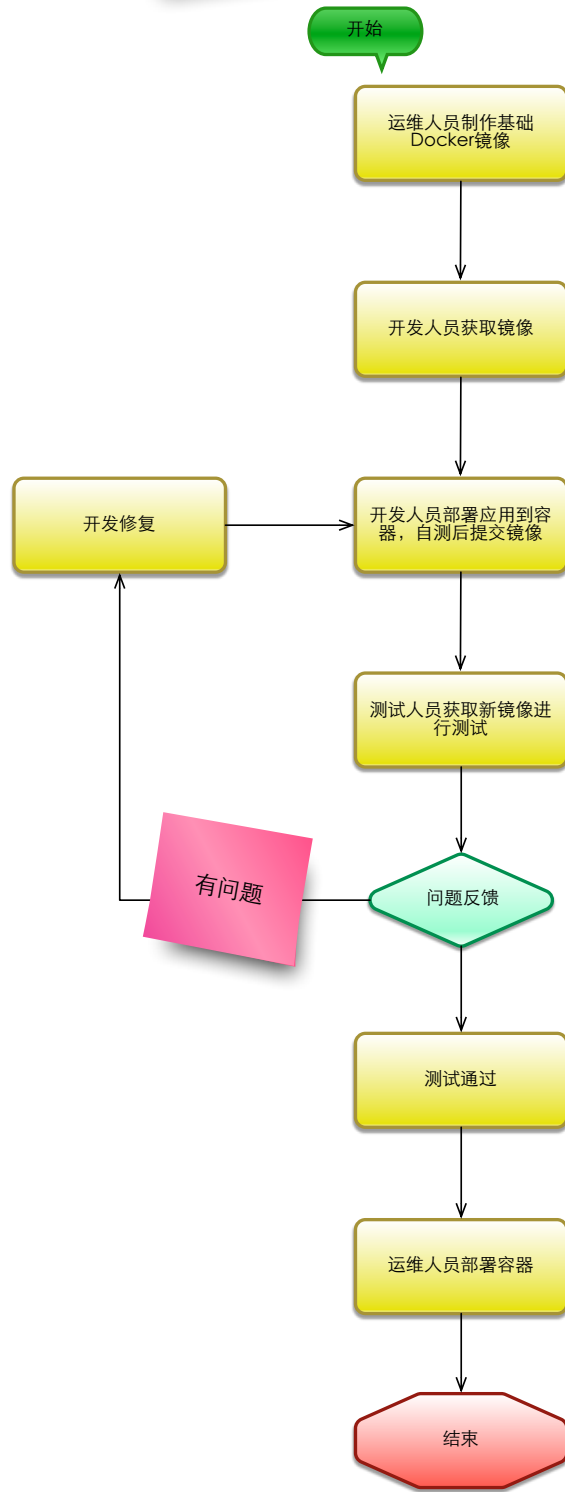 开始
运维人员制作基础
Docker镜像
开发人员获取镜像
开发修复
开发人员部署应用到容
器，自测后提交镜像
测试人员获取新镜像进
行测试
有问题
问题反馈
测试通过
运维人员部署容器
结束